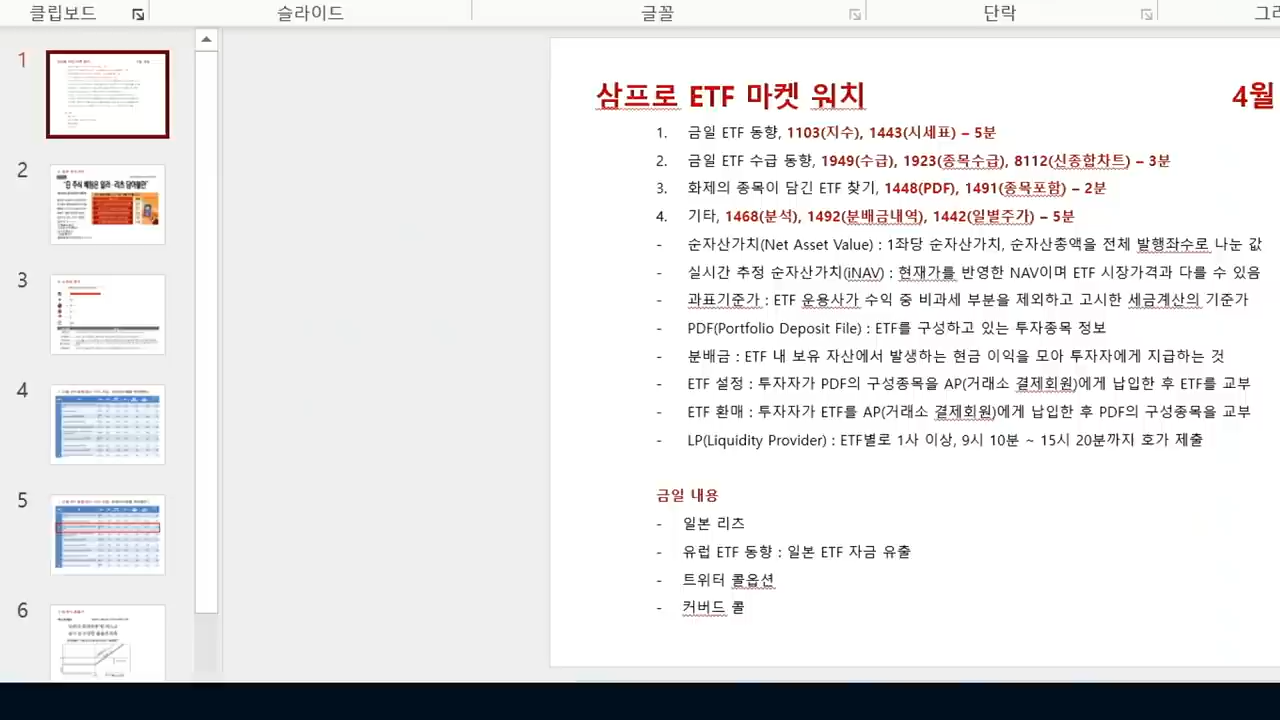 클립보드
슬라이드
글꼴
단락
그리
1
2
3
4
5
6
삼프로 ETF 마켓 워치
4월
1. 금일 ETF 동향, 1103(지수), 1443(시세표) – 5분
2. 금일 ETF 수급 동향, 1949(수급), 1923(종목수급), 8112(신종합차트) – 3분
3. 화제의 종목이 담긴 ETF 찾기, 1448(PDF), 1491(종목포함) – 2분
4. 기타, 1468(분석), 1492(분배금내역), 1442(일별주가) – 5분
- 순자산가치(Net Asset Value) : 1좌당 순자산가치, 순자산총액을 전체 발행좌수로 나눈 값
- 실시간 추정 순자산가치(iNAV) : 현재가를 반영한 NAV이며 ETF 시장가격과 다를 수 있음
- 과표기준가 : ETF 운용사가 수익 중 비과세 부분을 제외하고 고시한 세금계산의 기준가
- PDF(Portfolio Deposit File) : ETF를 구성하고 있는 투자종목 정보
- 분배금 : ETF 내 보유 자산에서 발생하는 현금 이익을 모아 투자자에게 지급하는 것
- ETF 설정 : 투자자가 PDF의 구성종목을 AP(거래소 결제회원)에게 납입한 후 ETF를 교부
- ETF 환매 : 투자자가 ETF를 AP(거래소 결제회원)에게 납입한 후 PDF의 구성종목을 교부
- LP(Liquidity Provider) : ETF별로 1사 이상, 9시 10분 ~ 15시 20분까지 호가 제출
금일 내용
- 일본 리츠
- 유럽 ETF 동향 : 일본 ETF 자금 유출
- 트위터 콜옵션
- 커버드 콜